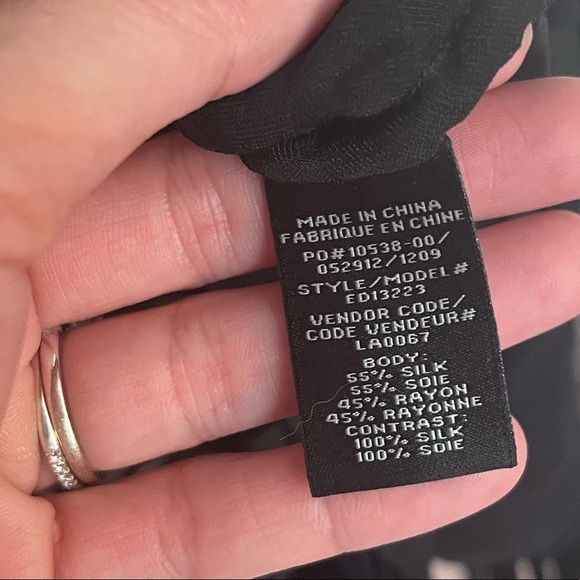 MADE IN CHINA
FABRIQUE EN CHINE
PO#10538-00/
052912/1209
STYLE/MODEL#
ED13223
VENDOR CODE/
CODE VENDEUR#
LA0067
BODY:
55% SILK
55% SOIE
45% RAYON
45% RAYONNE
CONTRAST:
100% SILK
100% SOIE